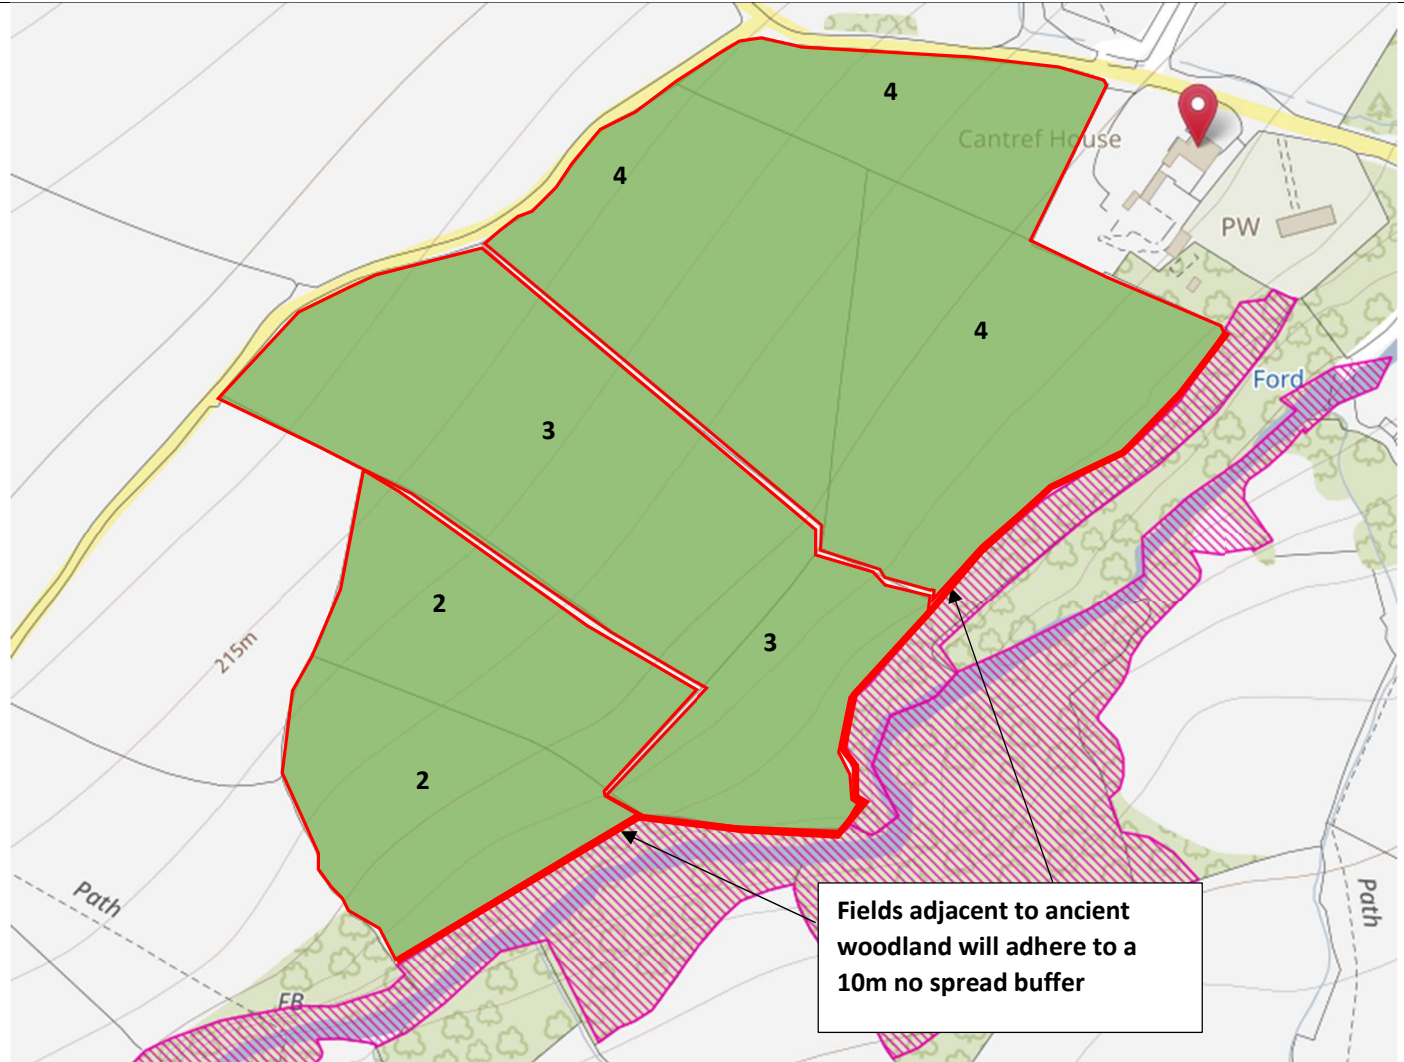 4
4
Cantref House
PW
4
Ford
3
2
3
215m
2
Path
Path
FB
Fields adjacent to ancient
woodland will adhere to a
10m no spread buffer